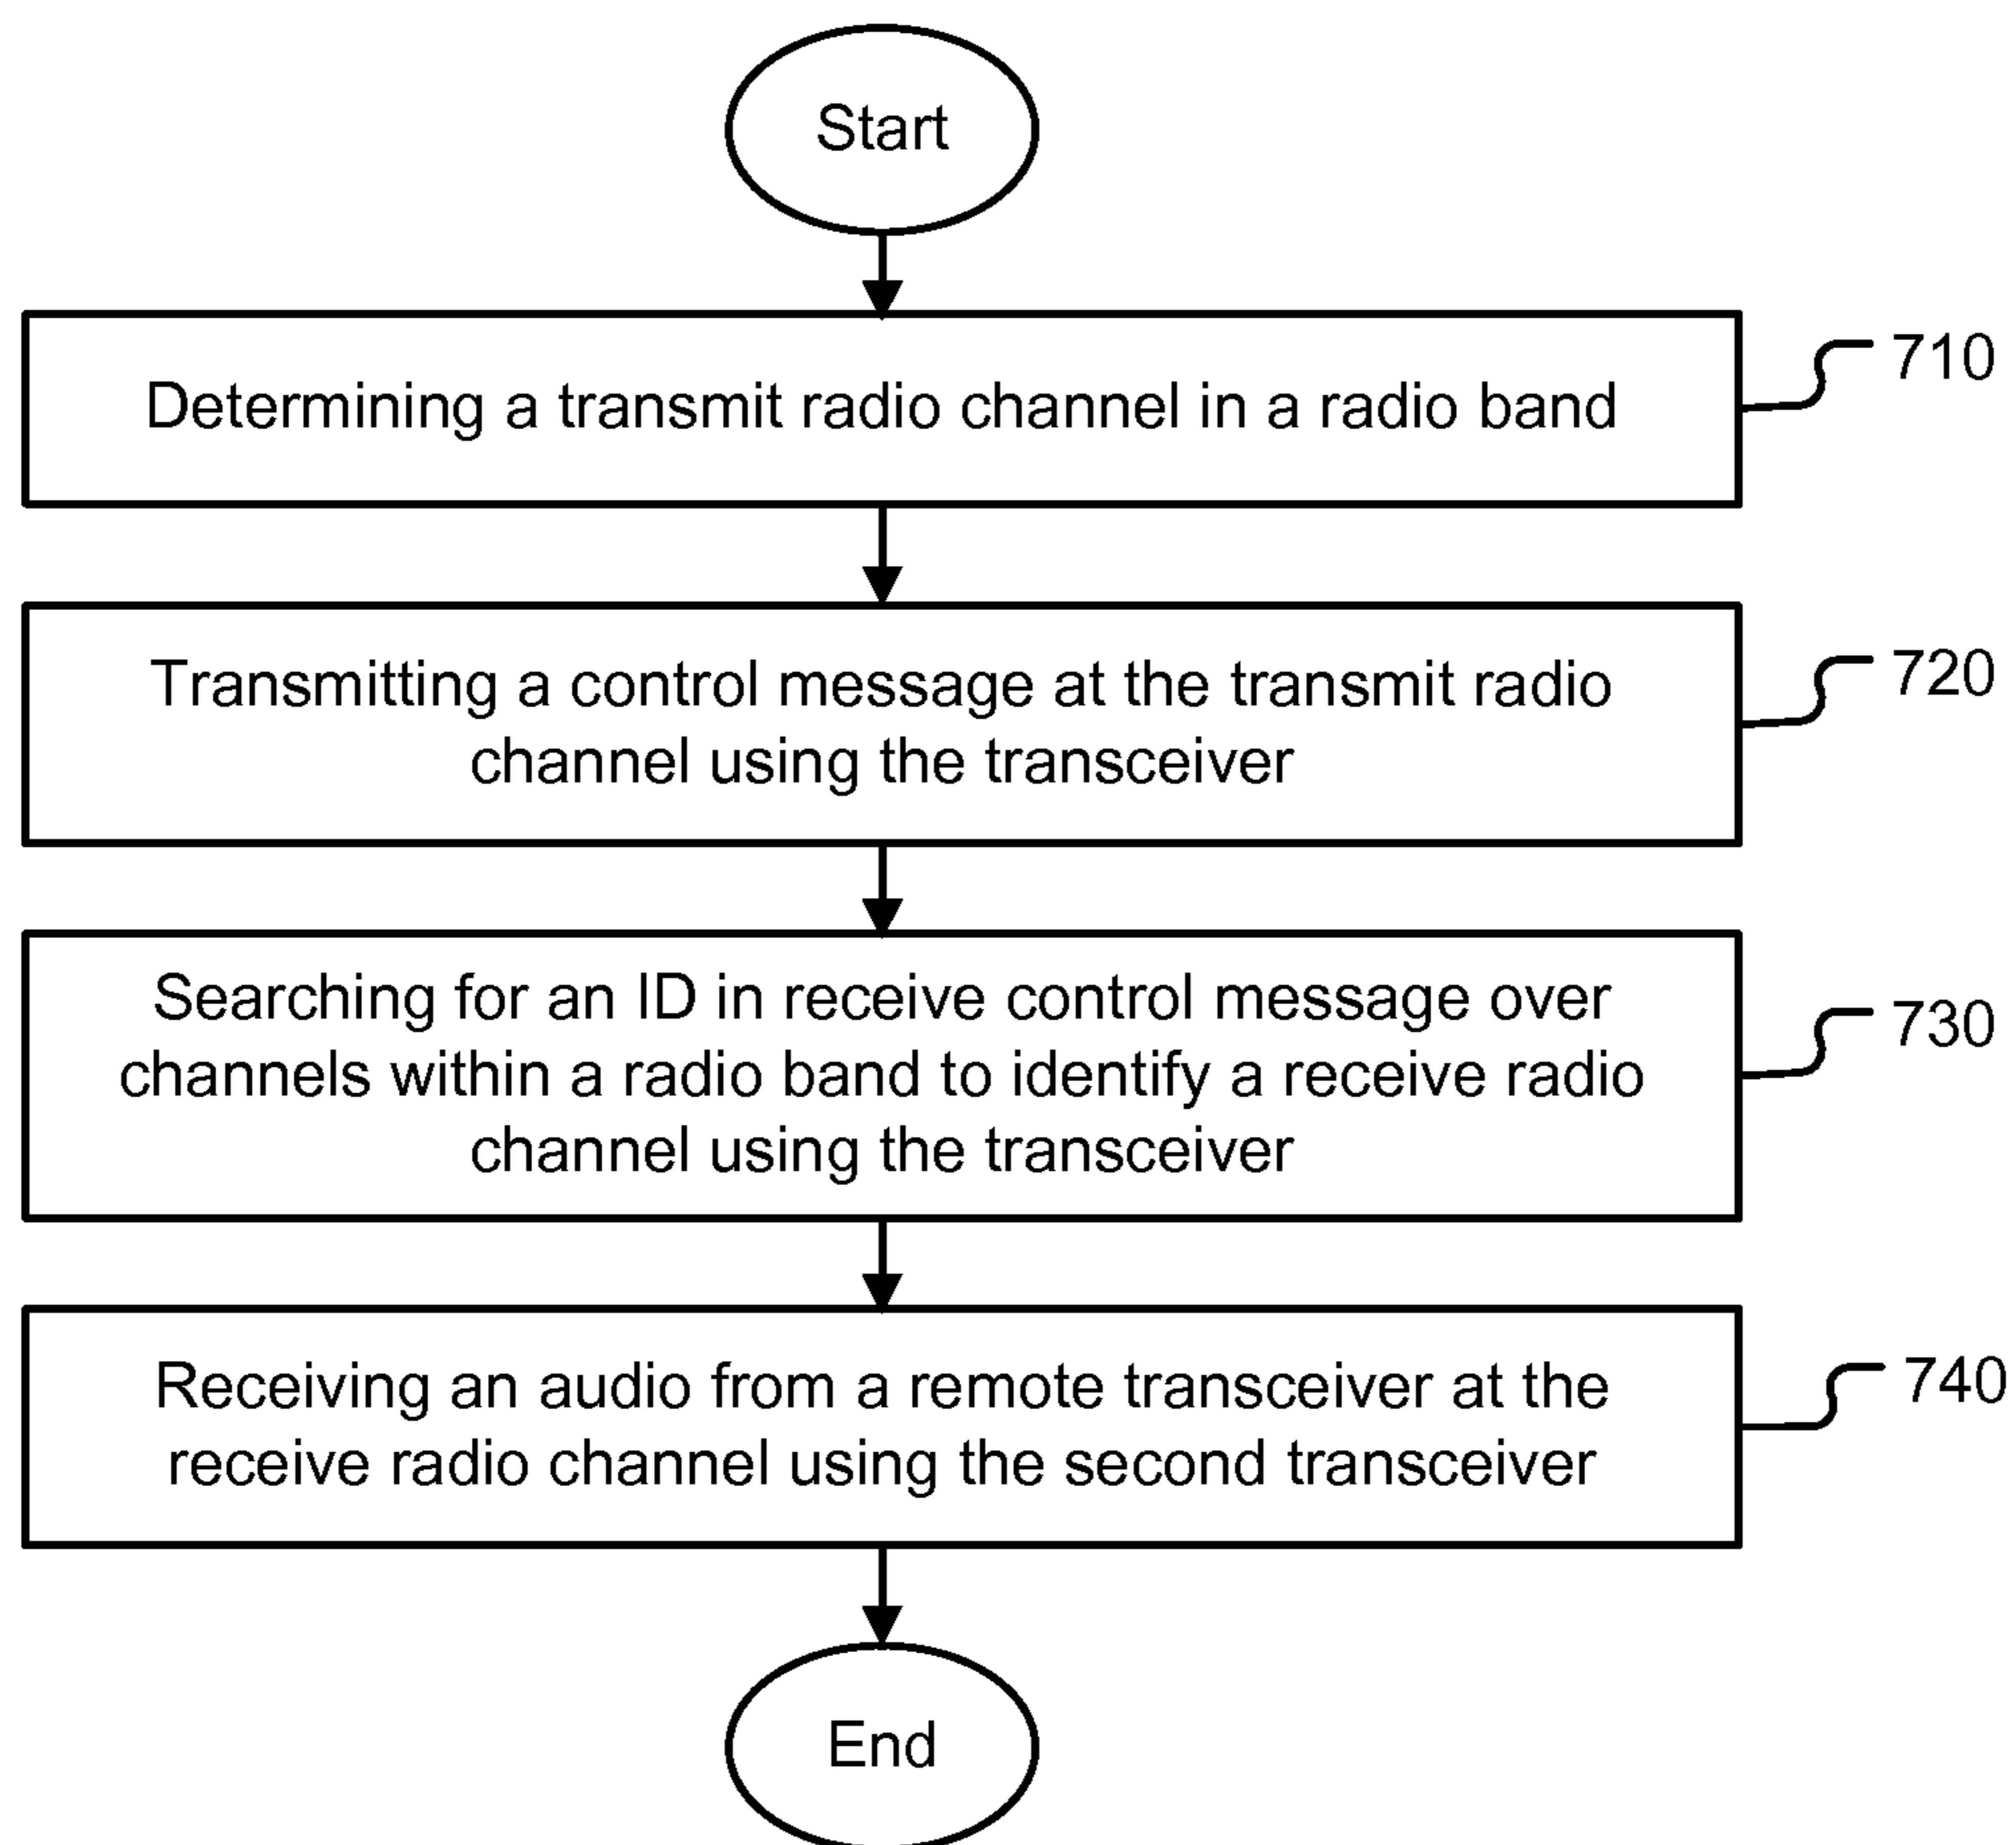 Start
Determining a transmit radio channel in a radio band
710
Transmitting a control message at the transmit radio
channel using the transceiver
720
Searching for an ID in receive control message over
channels within a radio band to identify a receive radio
channel using the transceiver
730
Receiving an audio from a remote transceiver at the
receive radio channel using the second transceiver
740
End